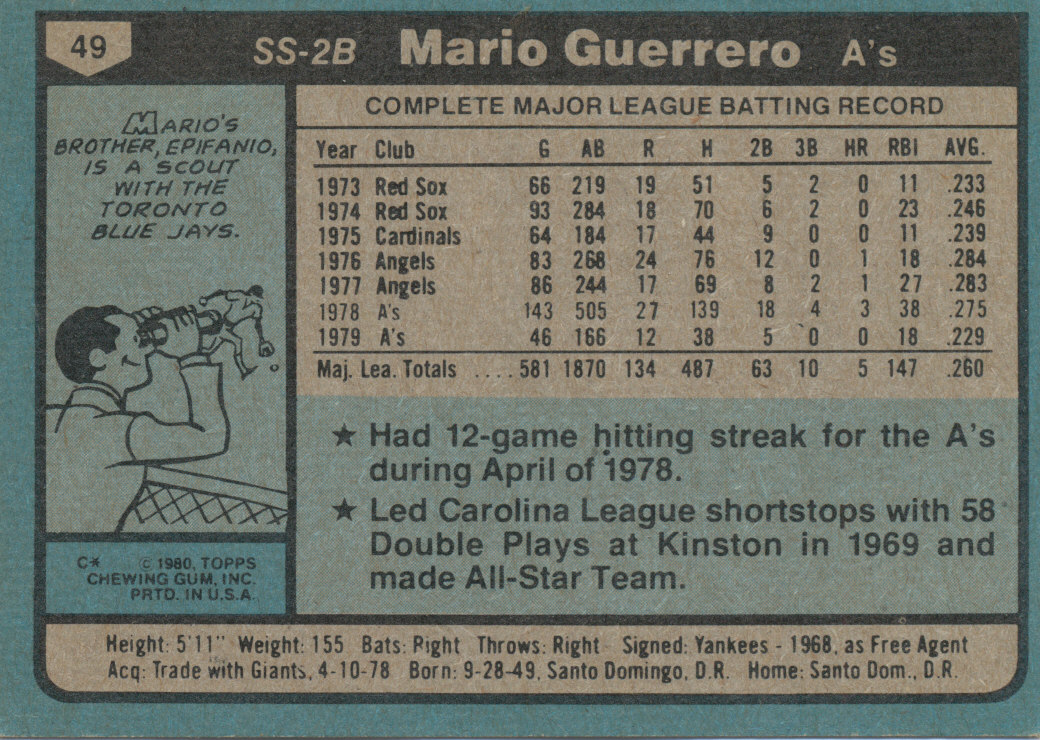 49 SS-2B Mario Guerrero A's
MARIO'S
BROTHER, EPIFANIO,
IS A SCOUT
WITH THE
TORONTO
BLUE JAYS.
C* © 1980, TOPPS
CHEWING GUM, INC.
PRTD. IN U.S.A.
COMPLETE MAJOR LEAGUE BATTING RECORD
Year Club G AB R H 2B 3B HR RBI AVG.
1973 Red Sox 66 219 19 51 5 2 0 11 .233
1974 Red Sox 93 284 18 70 6 2 0 23 .246
1975 Cardinals 64 184 17 44 9 0 0 11 .239
1976 Angels 83 268 24 76 12 0 1 18 .284
1977 Angels 86 244 17 69 8 2 1 27 .283
1978 A's 143 505 27 139 18 4 3 38 .275
1979 A's 46 166 12 38 5 0 0 18 .229
Maj. Lea. Totals ....581 1870 134 487 63 10 5 147 .260
★ Had 12-game hitting streak for the A's
during April of 1978.
★ Led Carolina League shortstops with 58
Double Plays at Kinston in 1969 and
made All-Star Team.
Height: 5'11" Weight: 155 Bats: Right Throws: Right Signed: Yankees - 1968, as Free Agent
Acq: Trade with Giants, 4-10-78 Born: 9-28-49, Santo Domingo, D.R. Home: Santo Dom., D.R.